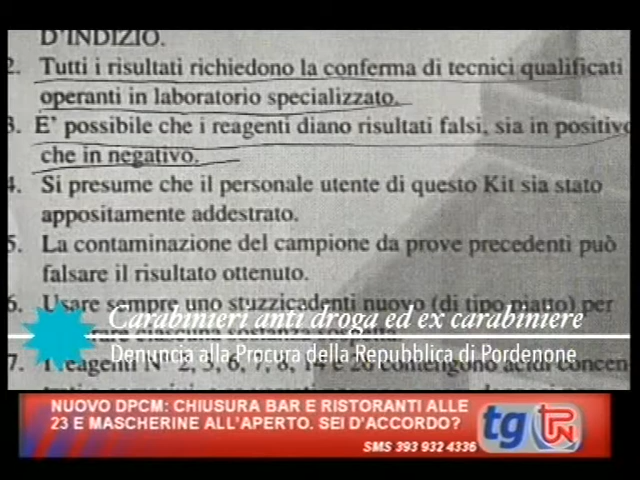 D'INDIZIO.
2. Tutti i risultati richiedono la conferma di tecnici qualificati
operanti in laboratorio specializzato.
3. E' possibile che i reagenti diano risultati falsi, sia in positivo
che in negativo.
4. Si presume che il personale utente di questo Kit sia stato
appositamente addestrato.
5. La contaminazione del campione da prove precedenti può
falsare il risultato ottenuto.
6. Usare sempre uno stuzzicadenti nuovo (di tipo piatto) per
Carabinieri anti droga ed ex carabiniere
Denuncia alla Procura della Repubblica di Pordenone
7. I reagenti N° 2, 3, 6, 7, 8, 14 e 20 contengono acidi concen
NUOVO DPCM: CHIUSURA BAR E RISTORANTI ALLE
23 E MASCHERINE ALL'APERTO. SEI D'ACCORDO?
SMS 393 932 4336
tg TPN